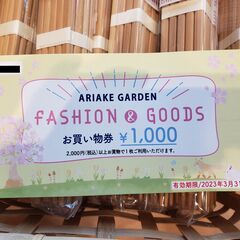 ARIAKE GARDEN
FASHION & GOODS
お買い物券 ¥1,000
2,000円(税込)以上お買物で1枚ご利用いただけます。
有効期限/2023年3月31